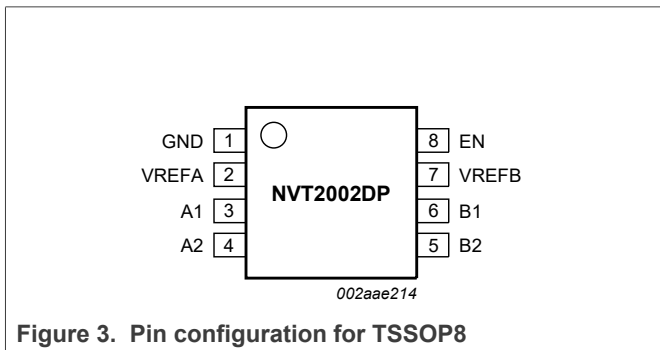 GND 1 8 EN
VREFA 2 7 VREFB
NVT2002DP
A1 3 6 B1
A2 4 5 B2
002aae214
Figure 3. Pin configuration for TSSOP8